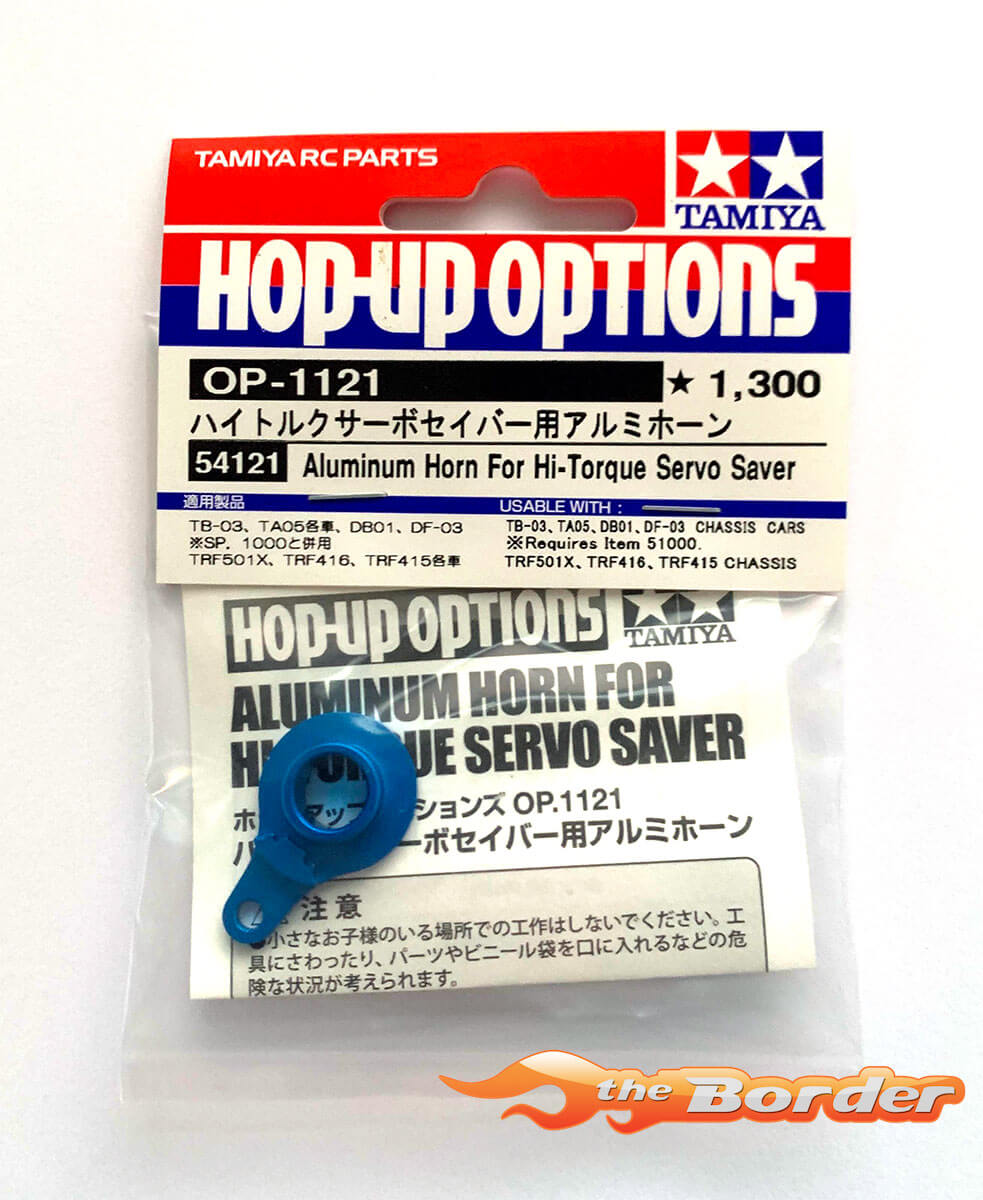 TAMIYA RC PARTS
TAMIYA
HOP-UP OPTIONS
OP-1121
★ 1,300
ハイトルクサーボセイバー用アルミホーン
54121 Aluminum Horn For Hi-Torque Servo Saver
適用製品
TB-03、TA05各車、DB01、DF-03
※SP．1000と併用
TRF501X、TRF416、TRF415各車
USABLE WITH :
TB-03、TA05、DB01、DF-03 CHASSIS CARS
※Requires Item 51000.
TRF501X、TRF416、TRF415 CHASSIS
HOP-UP OPTIONS
TAMIYA
ALUMINUM HORN FOR
SERVO SAVER
ションズ OP.1121
ーボセイバー用アルミホーン
注意
●小さなお子様のいる場所での工作はしないでください。工
具にさわったり、パーツやビニール袋を口に入れるなどの危
険な状況が考えられます。
the Border